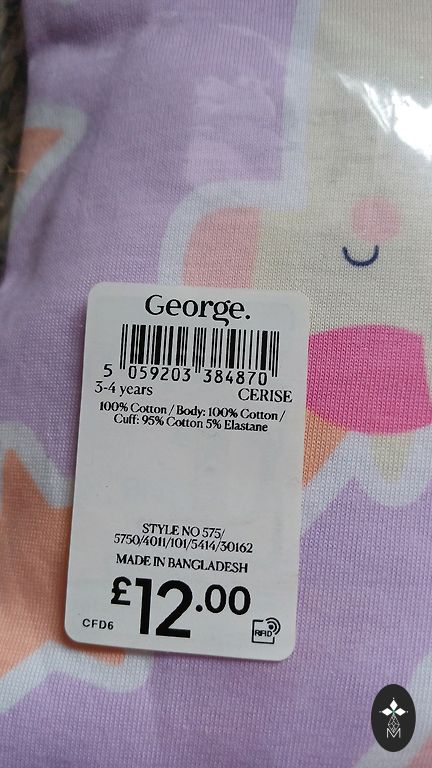 George.
5 059203 384870
3-4 years CERISE
100% Cotton / Body: 100% Cotton /
Cuff: 95% Cotton 5% Elastane
STYLE NO 575/
5750/4011/101/5414/30162
MADE IN BANGLADESH
£12.00
CFD6 RFID
M